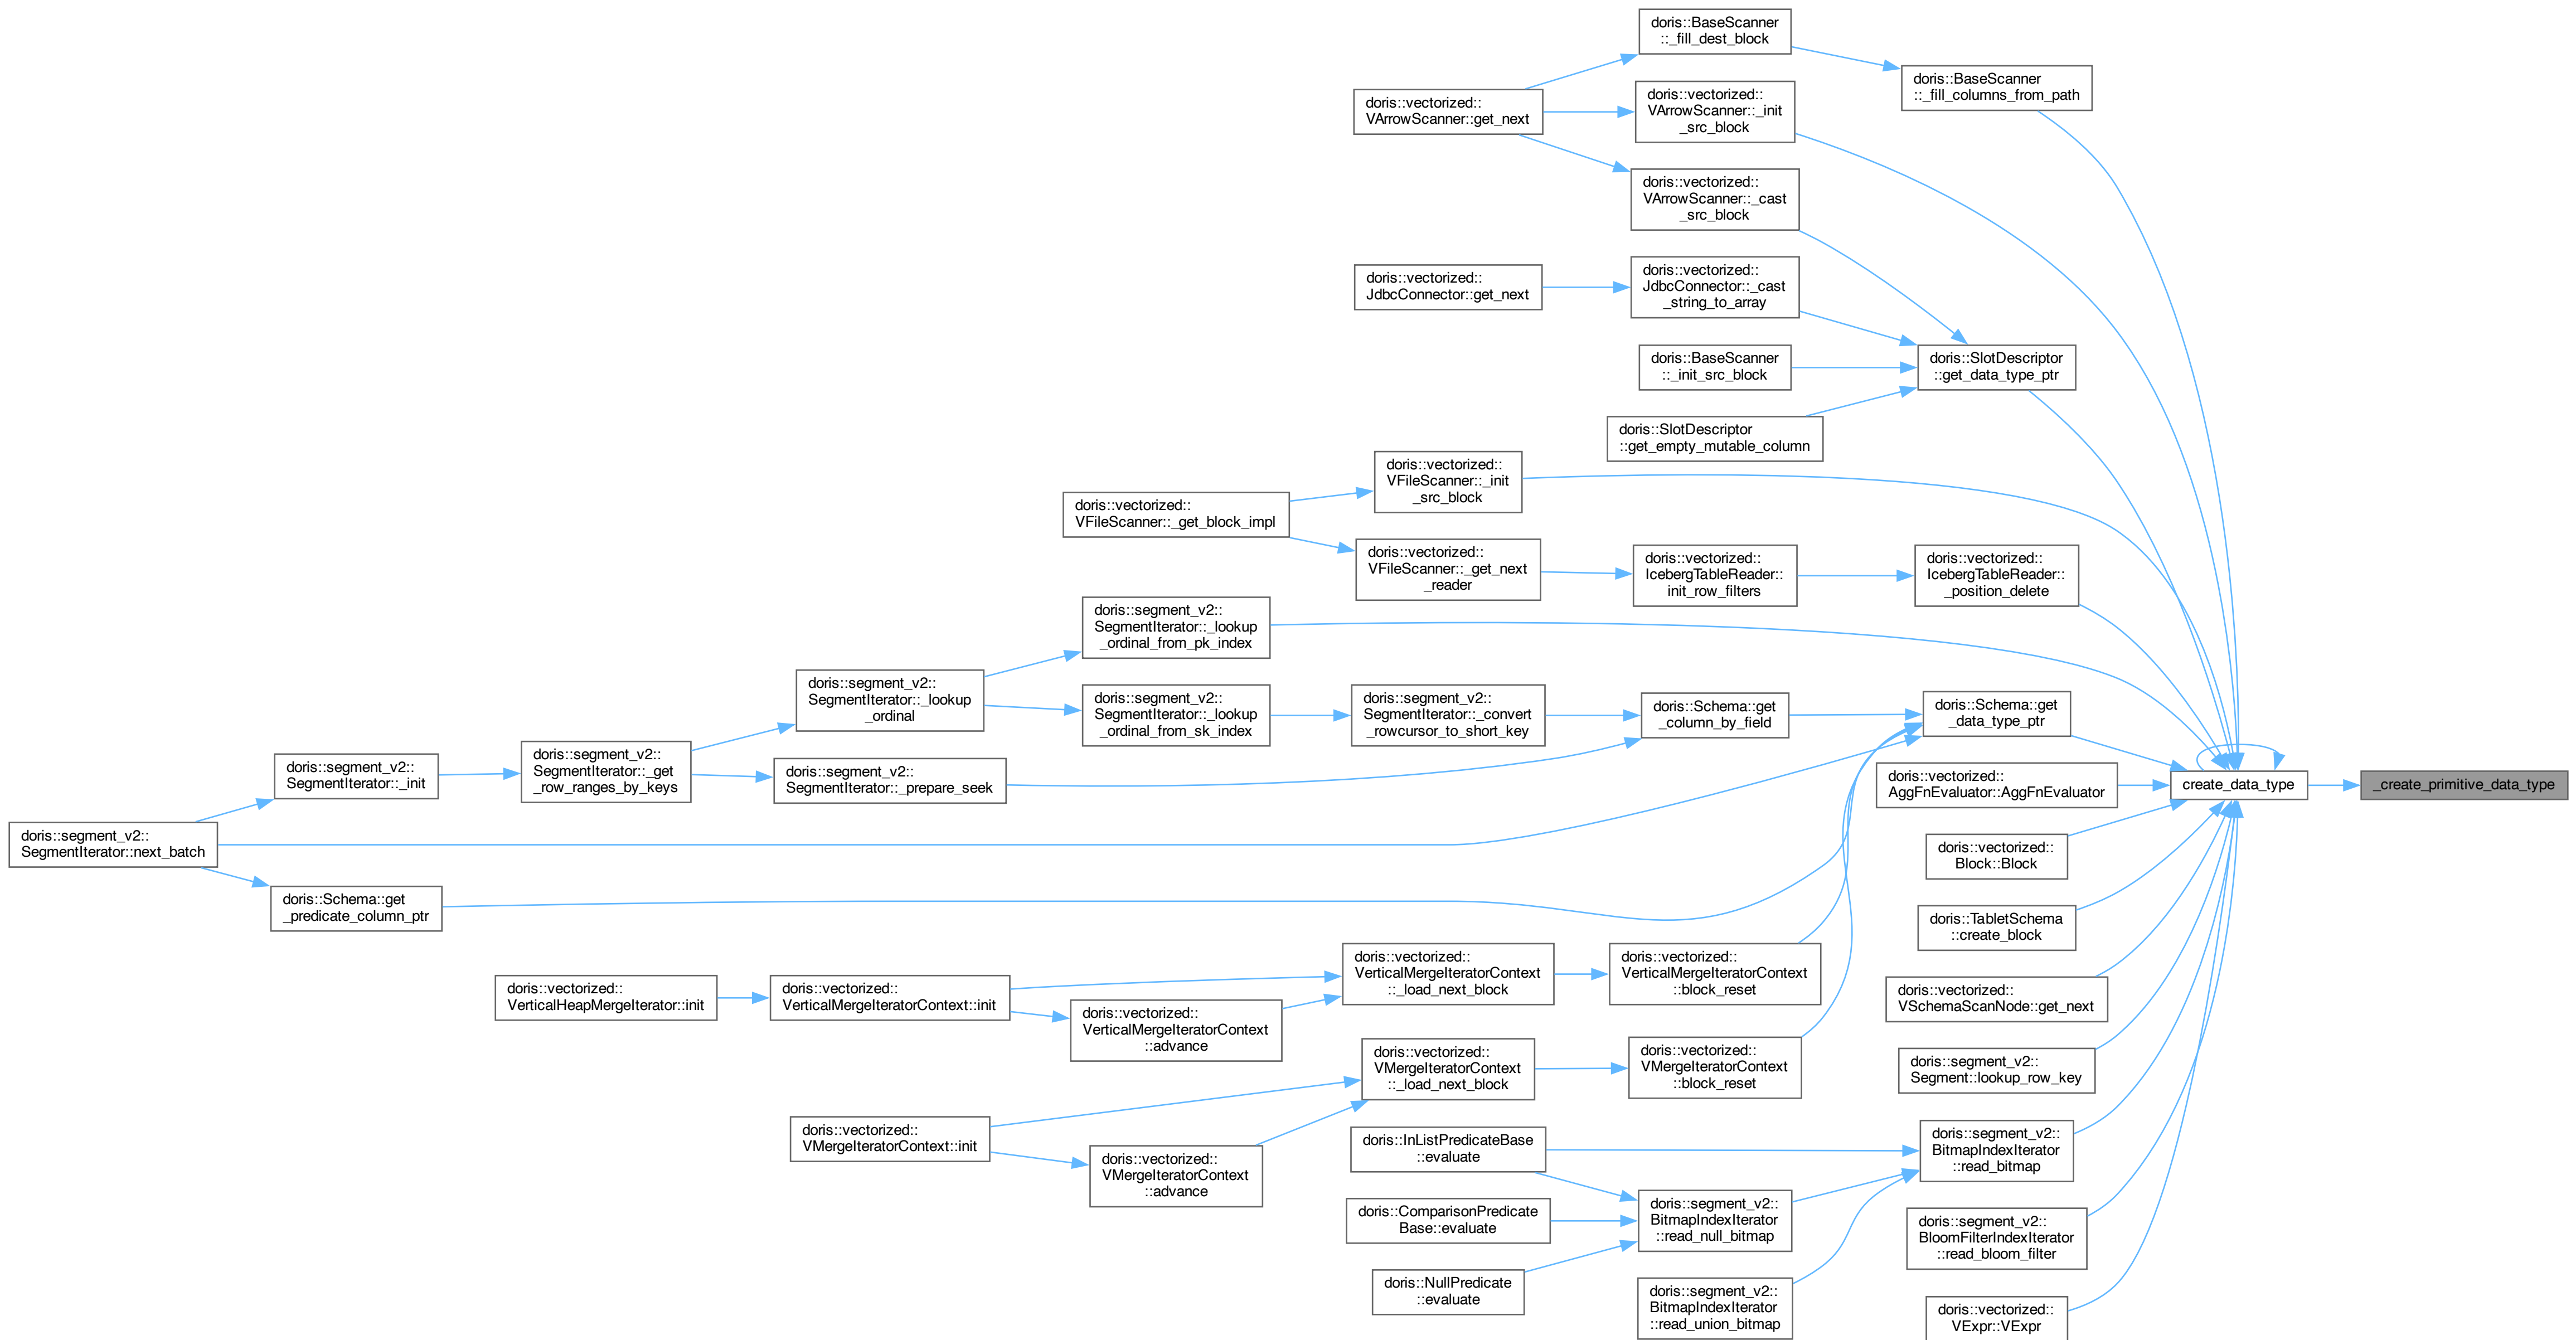 doris::BaseScanner
::_fill_dest_block
doris::BaseScanner
::_fill_columns_from_path
doris::vectorized::
VArrowScanner::get_next
doris::vectorized::
VArrowScanner::_init
_src_block
doris::vectorized::
VArrowScanner::_cast
_src_block
doris::vectorized::
JdbcConnector::get_next
doris::vectorized::
JdbcConnector::_cast
_string_to_array
doris::BaseScanner
::_init_src_block
doris::SlotDescriptor
::get_data_type_ptr
doris::SlotDescriptor
::get_empty_mutable_column
doris::vectorized::
VFileScanner::_init
_src_block
doris::vectorized::
VFileScanner::_get_block_impl
doris::vectorized::
VFileScanner::_get_next
_reader
doris::vectorized::
IcebergTableReader::
init_row_filters
doris::vectorized::
IcebergTableReader::
_position_delete
doris::segment_v2::
SegmentIterator::_lookup
_ordinal_from_pk_index
doris::segment_v2::
SegmentIterator::_lookup
_ordinal
doris::segment_v2::
SegmentIterator::_lookup
_ordinal_from_sk_index
doris::segment_v2::
SegmentIterator::_convert
_rowcursor_to_short_key
doris::Schema::get
_column_by_field
doris::Schema::get
_data_type_ptr
doris::segment_v2::
SegmentIterator::_init
doris::segment_v2::
SegmentIterator::_get
_row_ranges_by_keys
doris::segment_v2::
SegmentIterator::_prepare_seek
doris::vectorized::
AggFnEvaluator::AggFnEvaluator
create_data_type
_create_primitive_data_type
doris::segment_v2::
SegmentIterator::next_batch
doris::vectorized::
Block::Block
doris::Schema::get
_predicate_column_ptr
doris::TabletSchema
::create_block
doris::vectorized::
VerticalHeapMergeIterator::init
doris::vectorized::
VerticalMergeIteratorContext::init
doris::vectorized::
VerticalMergeIteratorContext
::_load_next_block
doris::vectorized::
VerticalMergeIteratorContext
::block_reset
doris::vectorized::
VSchemaScanNode::get_next
doris::vectorized::
VerticalMergeIteratorContext
::advance
doris::vectorized::
VMergeIteratorContext
::_load_next_block
doris::vectorized::
VMergeIteratorContext
::block_reset
doris::segment_v2::
Segment::lookup_row_key
doris::vectorized::
VMergeIteratorContext::init
doris::vectorized::
VMergeIteratorContext
::advance
doris::InListPredicateBase
::evaluate
doris::segment_v2::
BitmapIndexIterator
::read_bitmap
doris::ComparisonPredicate
Base::evaluate
doris::segment_v2::
BitmapIndexIterator
::read_null_bitmap
doris::segment_v2::
BloomFilterIndexIterator
::read_bloom_filter
doris::NullPredicate
::evaluate
doris::segment_v2::
BitmapIndexIterator
::read_union_bitmap
doris::vectorized::
VExpr::VExpr